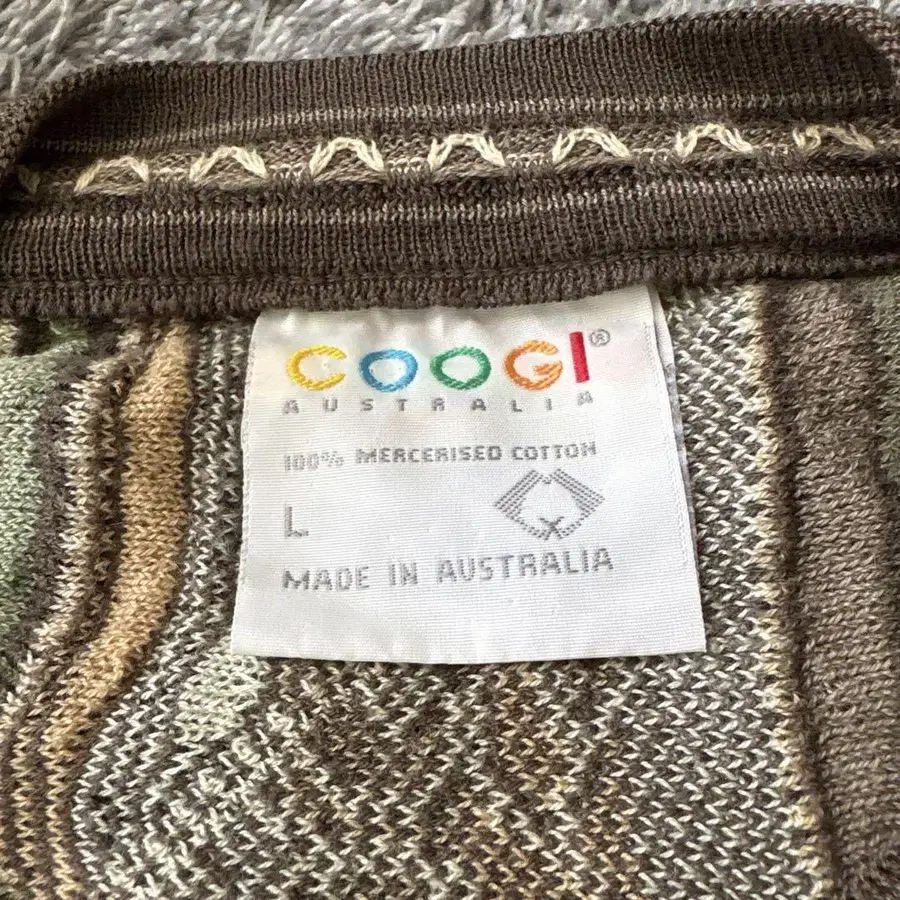 COOGI®
AUSTRALIA
100% MERCERISED COTTON
L
MADE IN AUSTRALIA